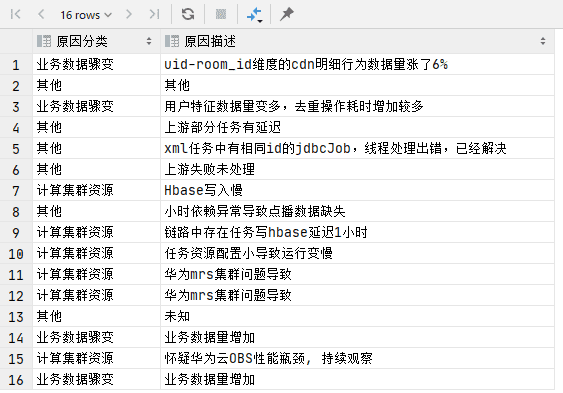 16 rows
原因分类 原因描述
1 业务数据骤变 uid-room_id维度的cdn明细行为数据量涨了6%
2 其他 其他
3 业务数据骤变 用户特征数据量变多，去重操作耗时增加较多
4 其他 上游部分任务有延迟
5 其他 xml任务中有相同id的jdbcJob，线程处理出错，已经解决
6 其他 上游失败未处理
7 计算集群资源 Hbase写入慢
8 其他 小时依赖异常导致点播数据缺失
9 计算集群资源 链路中存在任务写hbase延迟1小时
10 计算集群资源 任务资源配置小导致运行变慢
11 计算集群资源 华为mrs集群问题导致
12 计算集群资源 华为mrs集群问题导致
13 其他 未知
14 业务数据骤变 业务数据量增加
15 计算集群资源 怀疑华为云OBS性能瓶颈, 持续观察
16 业务数据骤变 业务数据量增加